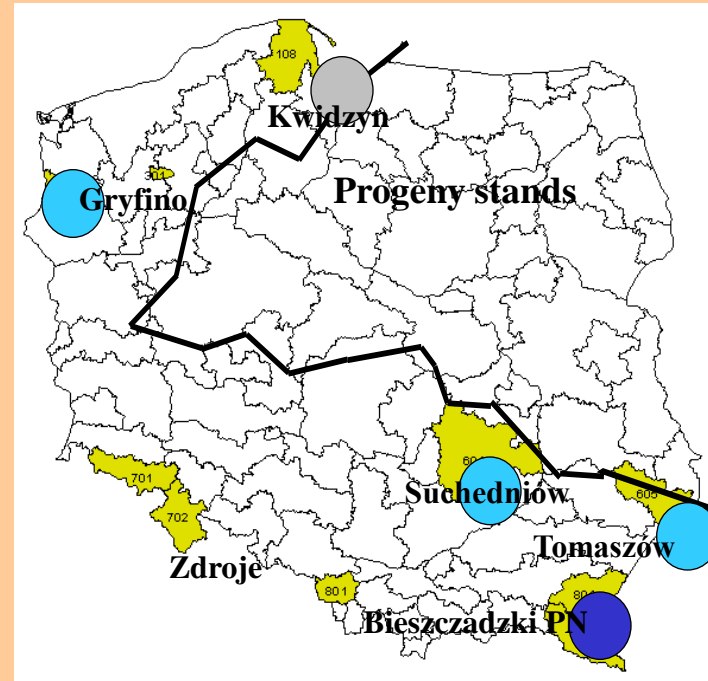 108
Kwidzyn
301
Gryfino
Progeny stands
Suchedniów
605
701
702
Tomaszów
Zdroje
801
Bieszczadzki PN